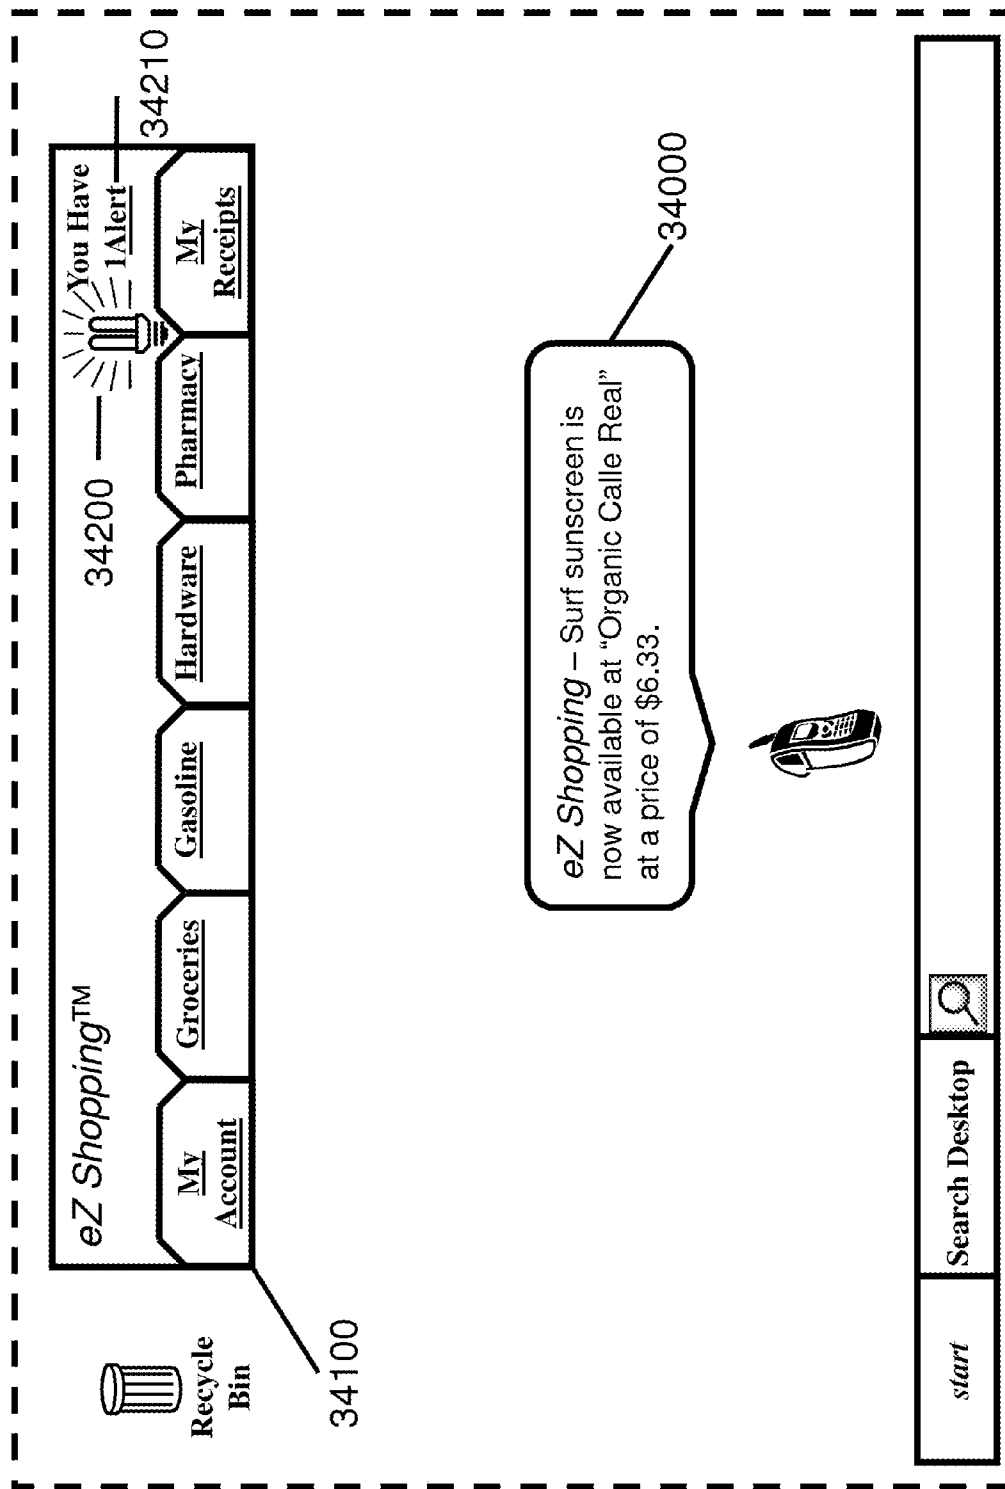 Recycle
Bin
eZ Shopping™
34200
You Have
1Alert
34210
My
Account
Groceries
Gasoline
Hardware
Pharmacy
My
Receipts
34100
34000
eZ Shopping – Surf sunscreen is
now available at “Organic Calle Real”
at a price of $6.33.
start
Search Desktop